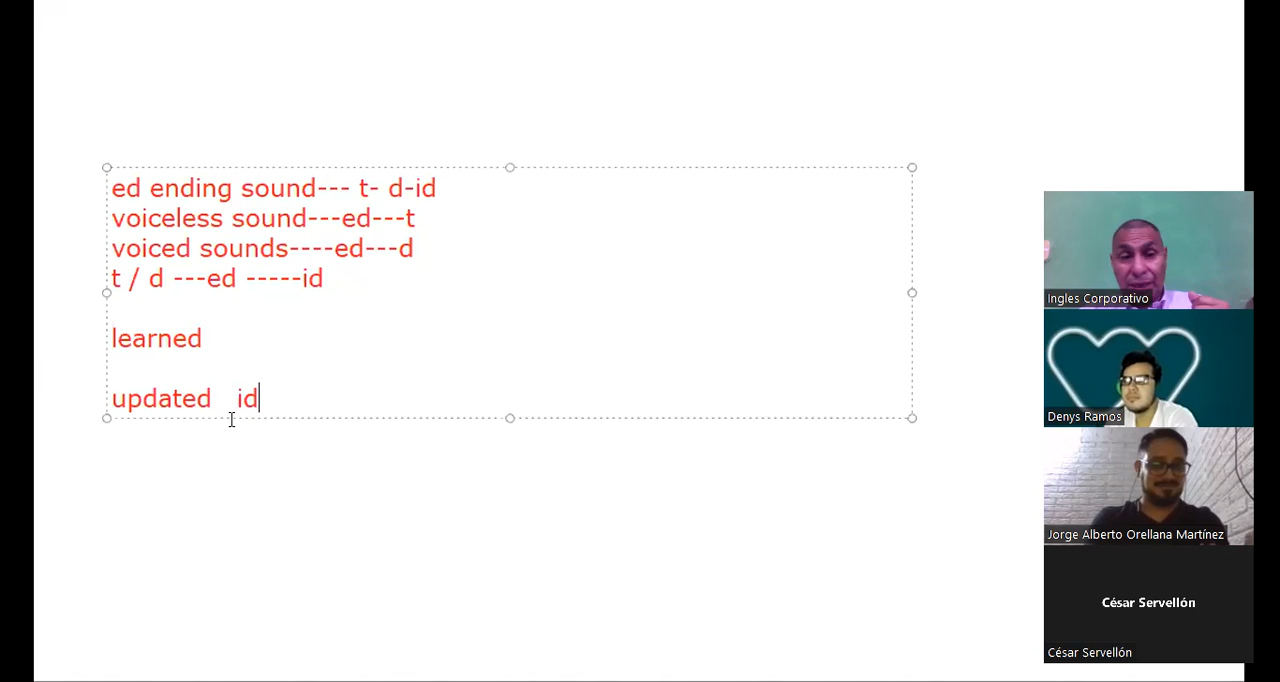 ed ending sound--- t- d-id
voiceless sound---ed---t
voiced sounds----ed---d
t / d ---ed -----id
learned
updated id
Ingles Corporativo
Denys Ramos
Jorge Alberto Orellana Martínez
César Servellón
César Servellón